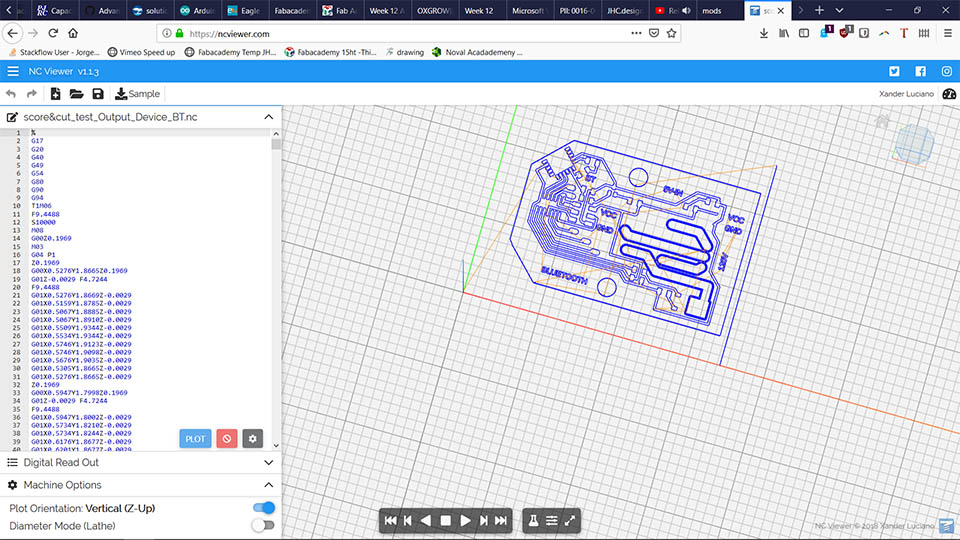 Capac
Advan
solutio
Arduin
Eagle
Fabacadem
Fab A
Week 12 A
OXGROW
Week 12
Microsoft
PII: 0016-0
JHC.design
Re
mods
sc
https://ncviewer.com
1
1
Stackflow User - Jorge...
Vimeo Speed up
Fabacademy Temp JH...
Fabacademy 15ht -Thi...
drawing
Noval Acadademy ...
NC Viewer v1.1.3
Sample
Xander Luciano
score&cut_test_Output_Device_BT.nc
1 %
2 G17
3 G20
4 G40
5 G49
6 G54
7 G80
8 G90
9 G94
10 T1M06
11 F9.4488
12 S10000
13 M08
14 G00Z0.1969
15 M03
16 G04 P1
17 Z0.1969
18 G00X0.5276Y1.8665Z0.1969
19 G01Z-0.0029 F4.7244
20 F9.4488
21 G01X0.5276Y1.8669Z-0.0029
22 G01X0.5159Y1.8785Z-0.0029
23 G01X0.5067Y1.8885Z-0.0029
24 G01X0.5067Y1.8910Z-0.0029
25 G01X0.5509Y1.9344Z-0.0029
26 G01X0.5534Y1.9344Z-0.0029
27 G01X0.5746Y1.9123Z-0.0029
28 G01X0.5746Y1.9098Z-0.0029
29 G01X0.5676Y1.9035Z-0.0029
30 G01X0.5305Y1.8665Z-0.0029
31 G01X0.5276Y1.8665Z-0.0029
32 Z0.1969
33 G00X0.5947Y1.7998Z0.1969
34 G01Z-0.0029 F4.7244
35 F9.4488
36 G01X0.5947Y1.8002Z-0.0029
37 G01X0.5734Y1.8210Z-0.0029
38 G01X0.5734Y1.8244Z-0.0029
39 G01X0.6176Y1.8677Z-0.0029
40 G01X0.6201Y1.8677Z-0.0029
PLOT
BT
5V-IN
VCC
GND
VCC
GND
BLUETOOTH
Digital Read Out
Machine Options
Plot Orientation: Vertical (Z-Up)
Diameter Mode (Lathe)
NC Viewer © 2018 Xander Luciano